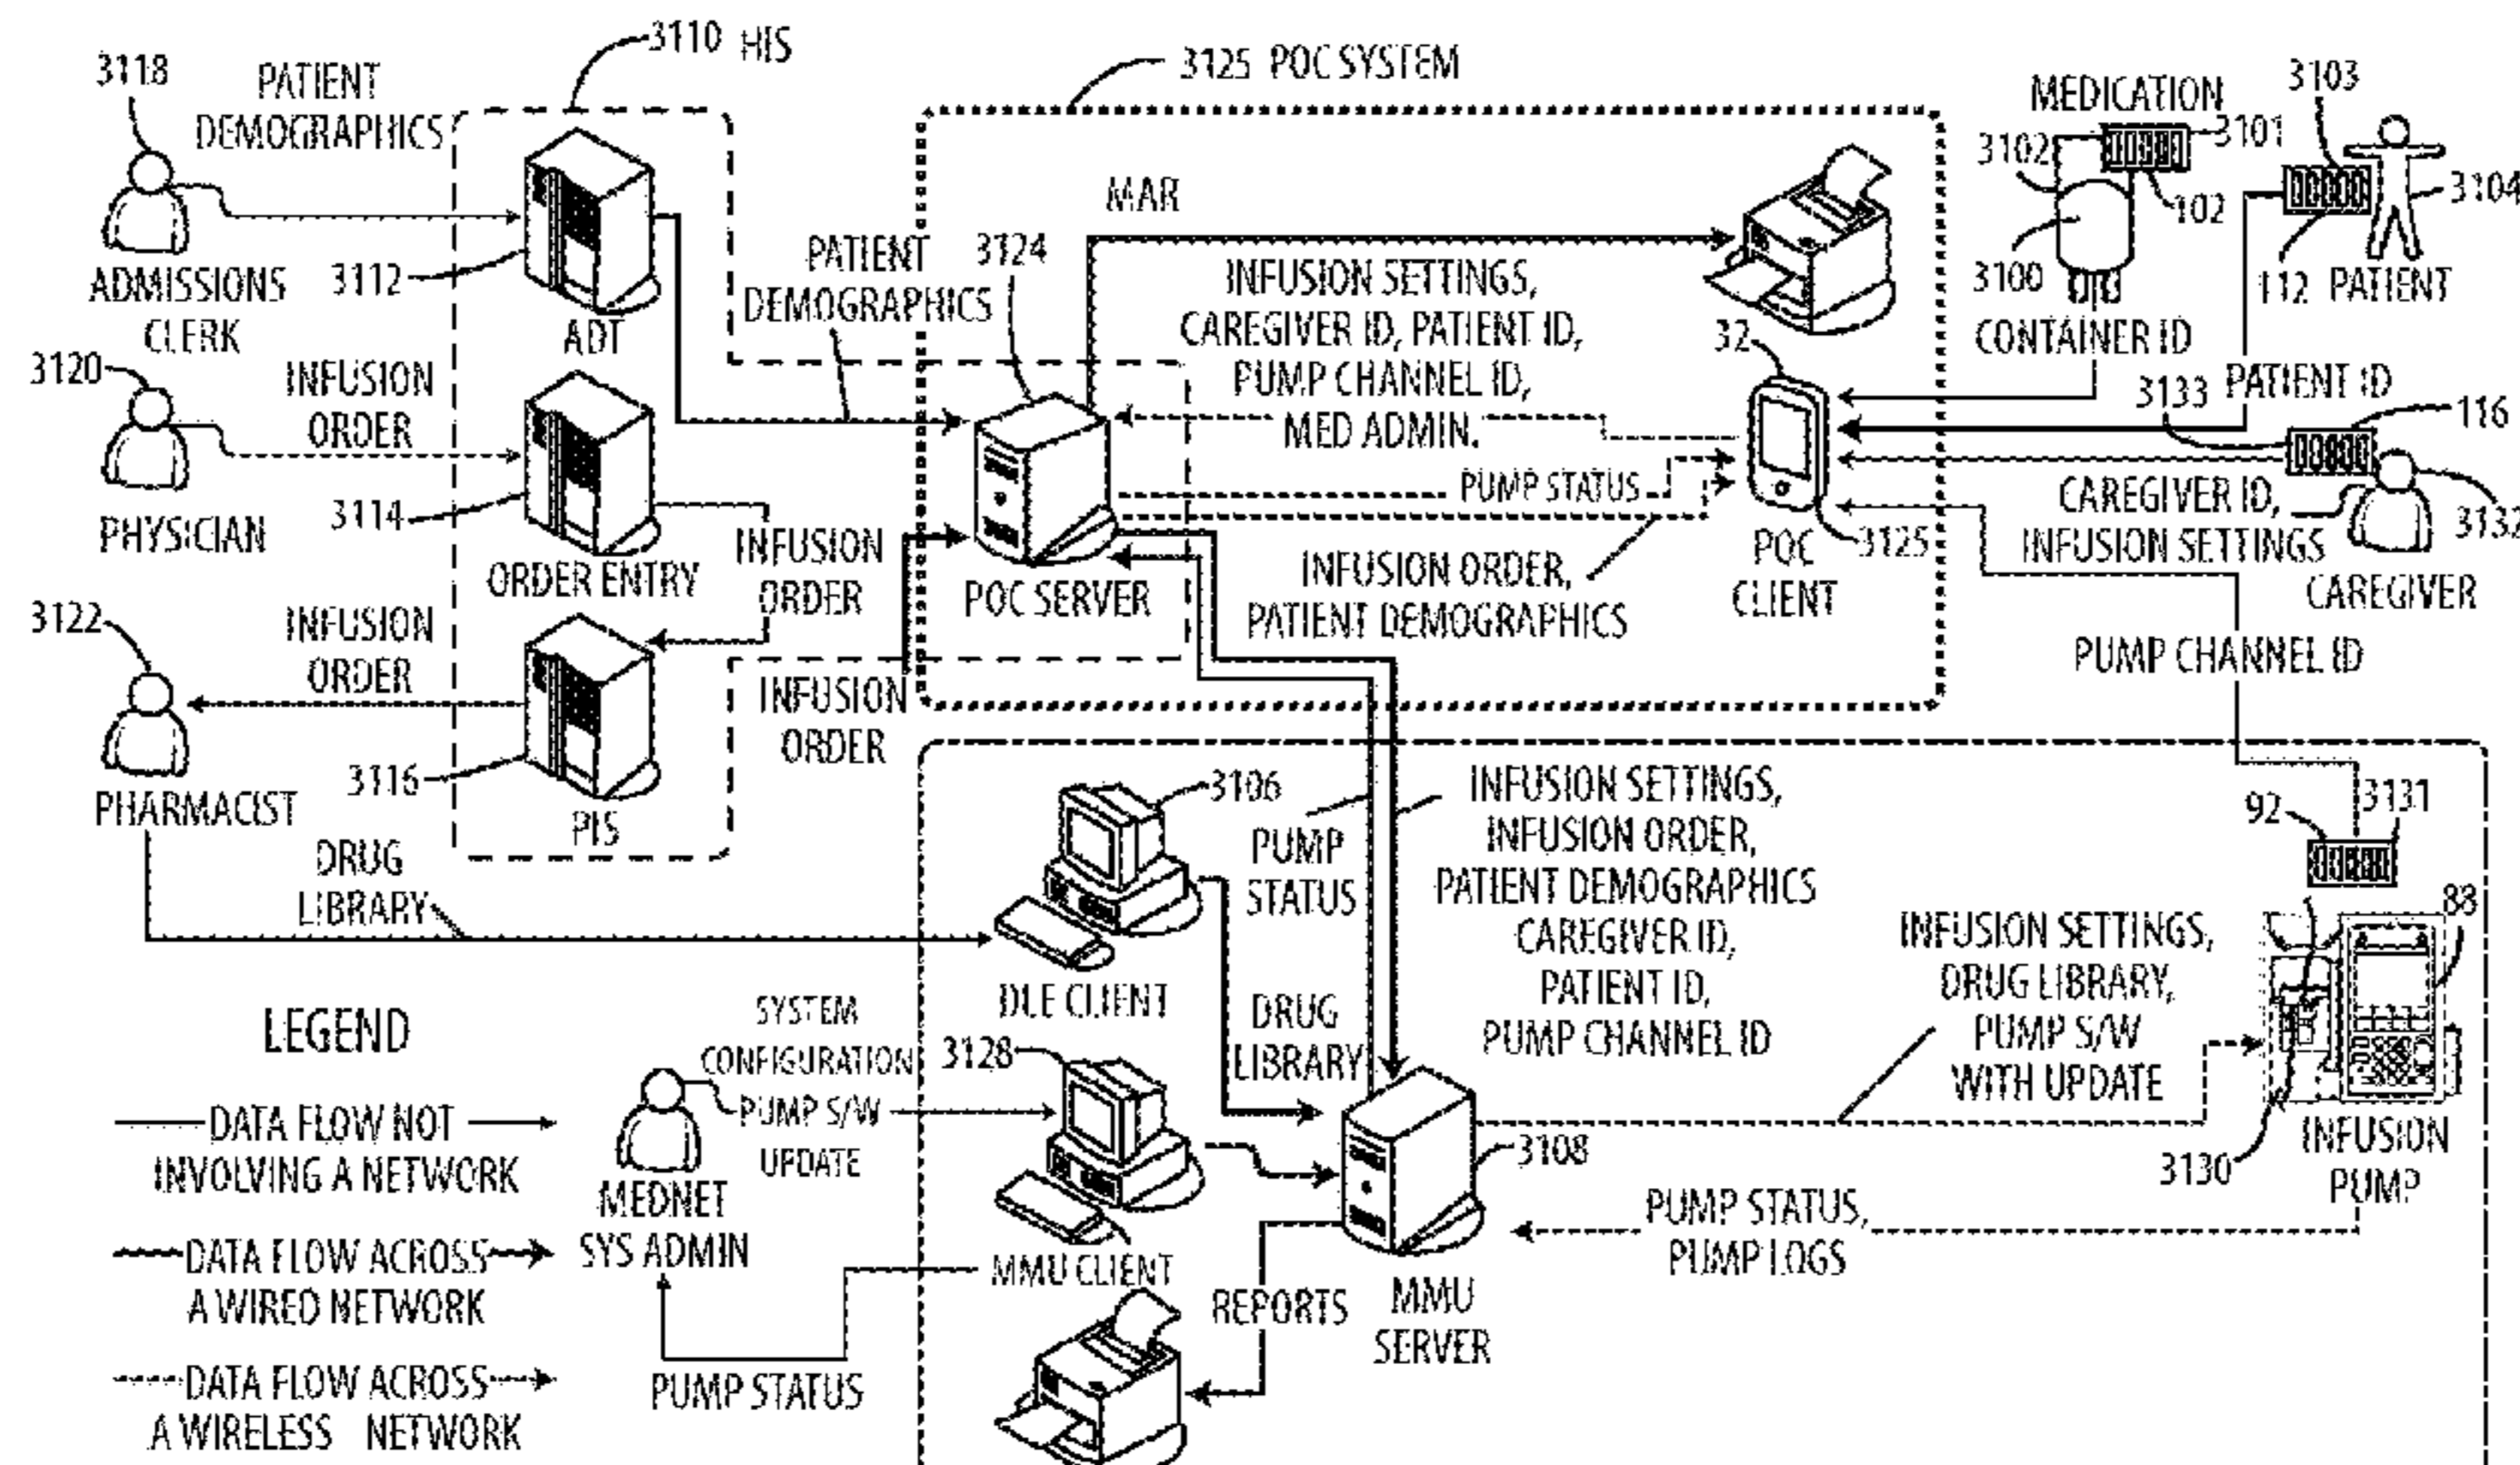 3110 HIS
3118
PATIENT
DEMOGRAPHICS
ADMISSIONS
CLERK
3112
ADT
3120
INFUSION
ORDER
PHYSICIAN
3114
ORDER ENTRY
INFUSION
ORDER
3122
INFUSION
ORDER
PHARMACIST
3116
PIS
INFUSION
ORDER
DRUG
LIBRARY
3125 POC SYSTEM
PATIENT
DEMOGRAPHICS
3124
MAR
INFUSION SETTINGS,
CAREGIVER ID, PATIENT ID,
PUMP CHANNEL ID,
MED ADMIN.
PUMP STATUS
POC SERVER
INFUSION ORDER,
PATIENT DEMOGRAPHICS
32
POC
CLIENT
3125
MEDICATION
3102
3101
102
3100
CONTAINER ID
3103
3104
112 PATIENT
PATIENT ID
3133
116
CAREGIVER ID,
INFUSION SETTINGS
3132
CAREGIVER
PUMP CHANNEL ID
3106
DLE CLIENT
PUMP
STATUS
INFUSION SETTINGS,
INFUSION ORDER,
PATIENT DEMOGRAPHICS
CAREGIVER ID,
PATIENT ID,
PUMP CHANNEL ID
DRUG
LIBRARY
92
3131
88
INFUSION SETTINGS,
DRUG LIBRARY,
PUMP S/W
WITH UPDATE
3130
INFUSION
PUMP
3108
PUMP STATUS,
PUMP LOGS
MMU
SERVER
REPORTS
3128
MMU CLIENT
SYSTEM
CONFIGURATION
PUMP S/W
UPDATE
MEDNET
SYS ADMIN
PUMP STATUS
LEGEND
DATA FLOW NOT
INVOLVING A NETWORK
DATA FLOW ACROSS
A WIRED NETWORK
DATA FLOW ACROSS
A WIRELESS NETWORK